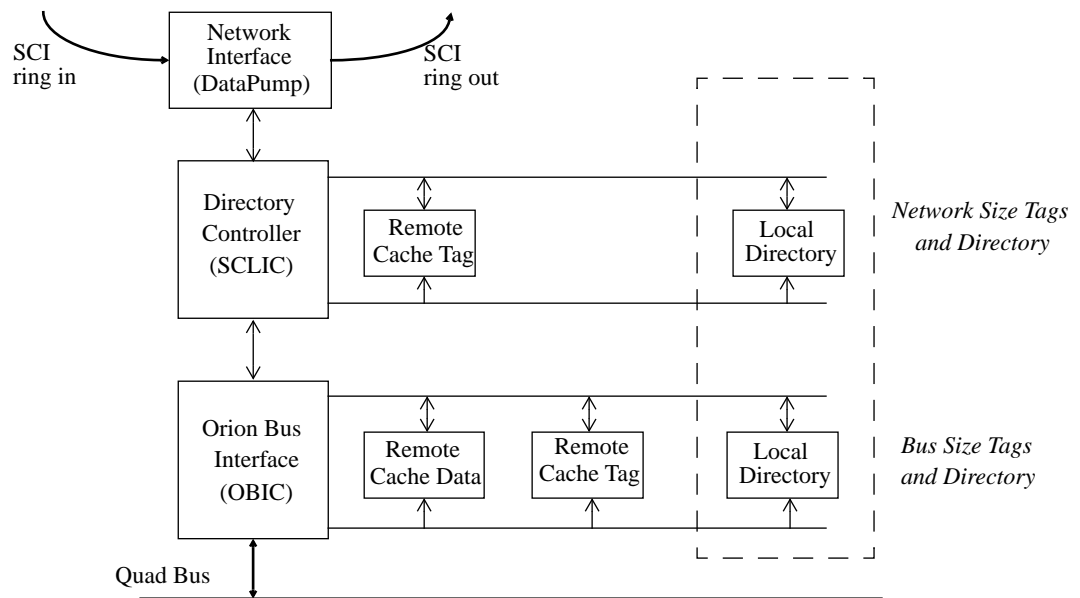 SCI
ring in
Network
Interface
(DataPump)
SCI
ring out
Directory
Controller
(SCLIC)
Remote
Cache Tag
Local
Directory
Network Size Tags
and Directory
Orion Bus
Interface
(OBIC)
Remote
Cache Data
Remote
Cache Tag
Local
Directory
Bus Size Tags
and Directory
Quad Bus